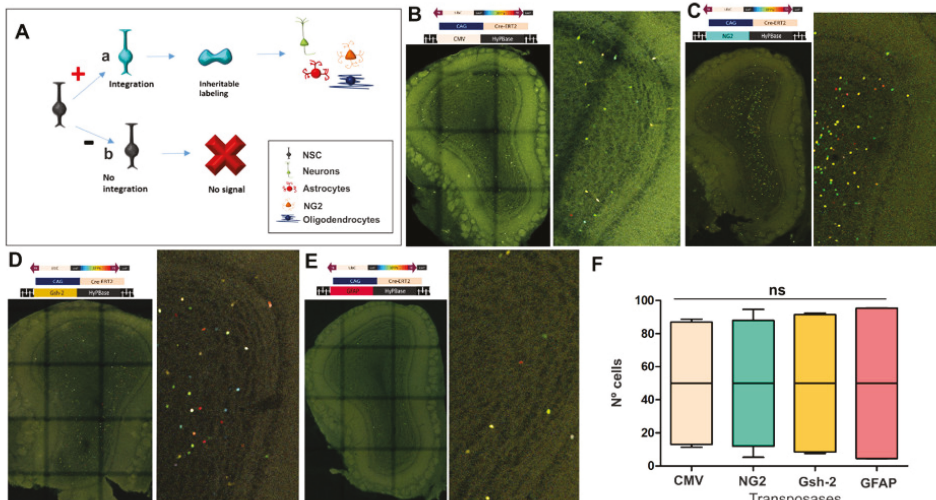 A
+
a
Integration
Inheritable
labeling
-
b
No
integration
No signal
NSC
Neurons
Astrocytes
NG2
Oligodendrocytes
B
CAG
Cre-ERT2
CMV
HyPBase
C
CAG
Cre-ERT2
NG2
HyPBase
D
CAG
Cre-ERT2
Gsh-2
HyPBase
E
CAG
Cre-ERT2
HyPBase
F
ns
100
80
60
40
20
0
Nº cells
CMV
NG2
Gsh-2
GFAP
Transposases